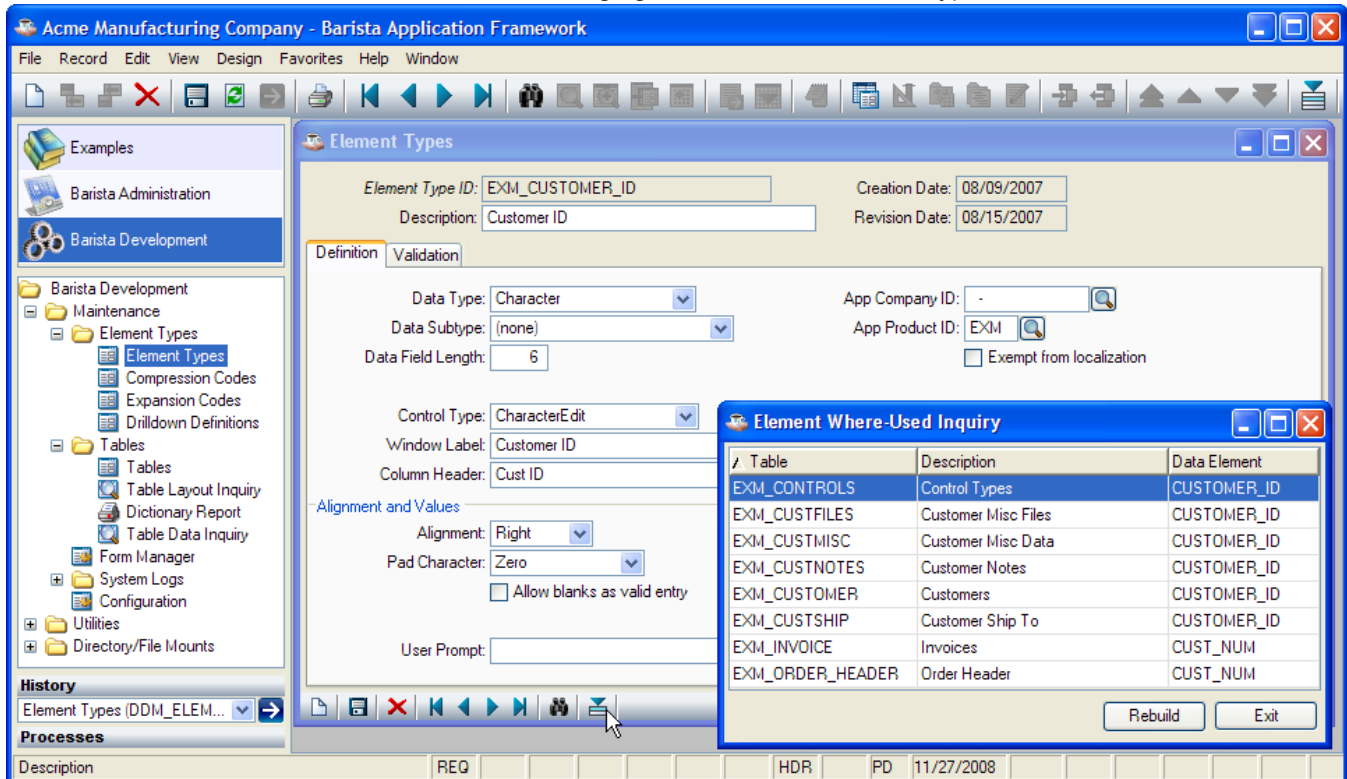 Acme Manufacturing Company - Barista Application Framework
File Record Edit View Design Favorites Help Window
Examples
Barista Administration
Barista Development
Barista Development
Maintenance
Element Types
Element Types
Compression Codes
Expansion Codes
Drilldown Definitions
Tables
Tables
Table Layout Inquiry
Dictionary Report
Table Data Inquiry
Form Manager
System Logs
Configuration
Utilities
Directory/File Mounts
History
Element Types (DDM_ELEM...
Processes
Element Types
Element Type ID: EXM_CUSTOMER_ID Creation Date: 08/09/2007
Description: Customer ID Revision Date: 08/15/2007
Definition Validation
Data Type: Character App Company ID: -
Data Subtype: (none) App Product ID: EXM
Data Field Length: 6 Exempt from localization
Control Type: CharacterEdit
Window Label: Customer ID
Column Header: Cust ID
Alignment and Values
Alignment: Right
Pad Character: Zero
Allow blanks as valid entry
User Prompt:
Element Where-Used Inquiry
Table Description Data Element
EXM_CONTROLS Control Types CUSTOMER_ID
EXM_CUSTFILES Customer Misc Files CUSTOMER_ID
EXM_CUSTMISC Customer Misc Data CUSTOMER_ID
EXM_CUSTNOTES Customer Notes CUSTOMER_ID
EXM_CUSTOMER Customers CUSTOMER_ID
EXM_CUSTSHIP Customer Ship To CUSTOMER_ID
EXM_INVOICE Invoices CUST_NUM
EXM_ORDER_HEADER Order Header CUST_NUM
Rebuild Exit
Description REQ HDR PD 11/27/2008